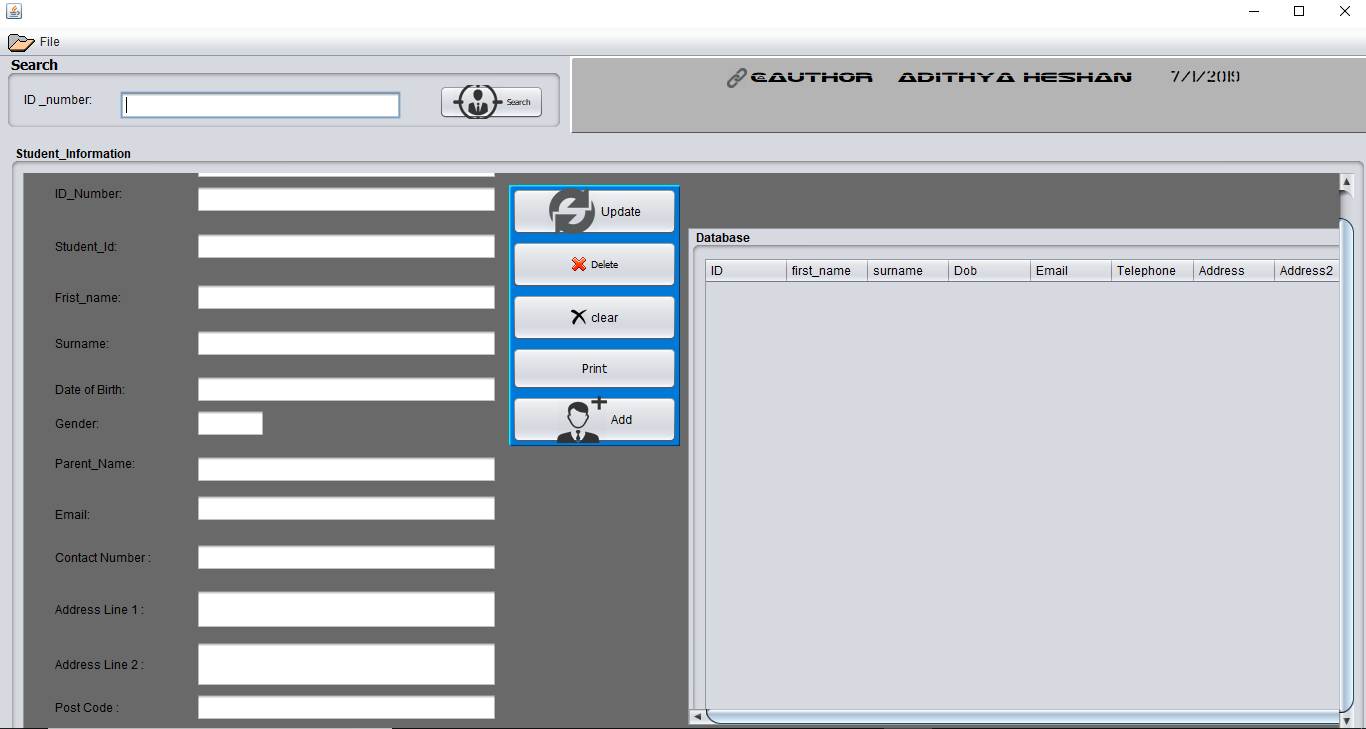 File
Search
ID _number:
Search
@AUTHOR ADITHYA HESHAN 7/1/2019
Student_Information
ID_Number:
Student_Id:
Frist_name:
Surname:
Date of Birth:
Gender:
Parent_Name:
Email:
Contact Number :
Address Line 1 :
Address Line 2 :
Post Code :
Update
Delete
clear
Print
Add
Database
ID first_name surname Dob Email Telephone Address Address2